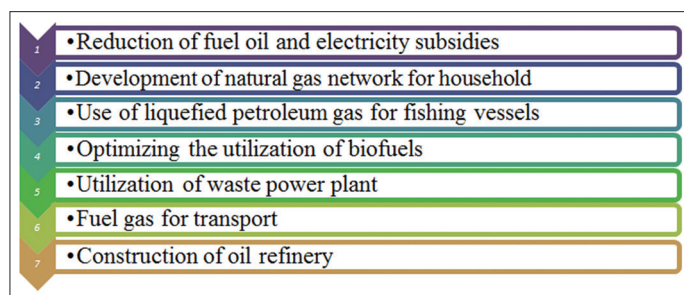 1 •Reduction of fuel oil and electricity subsidies
2 •Development of natural gas network for household
3 •Use of liquefied petroleum gas for fishing vessels
4 •Optimizing the utilization of biofuels
5 •Utilization of waste power plant
6 •Fuel gas for transport
7 •Construction of oil refinery